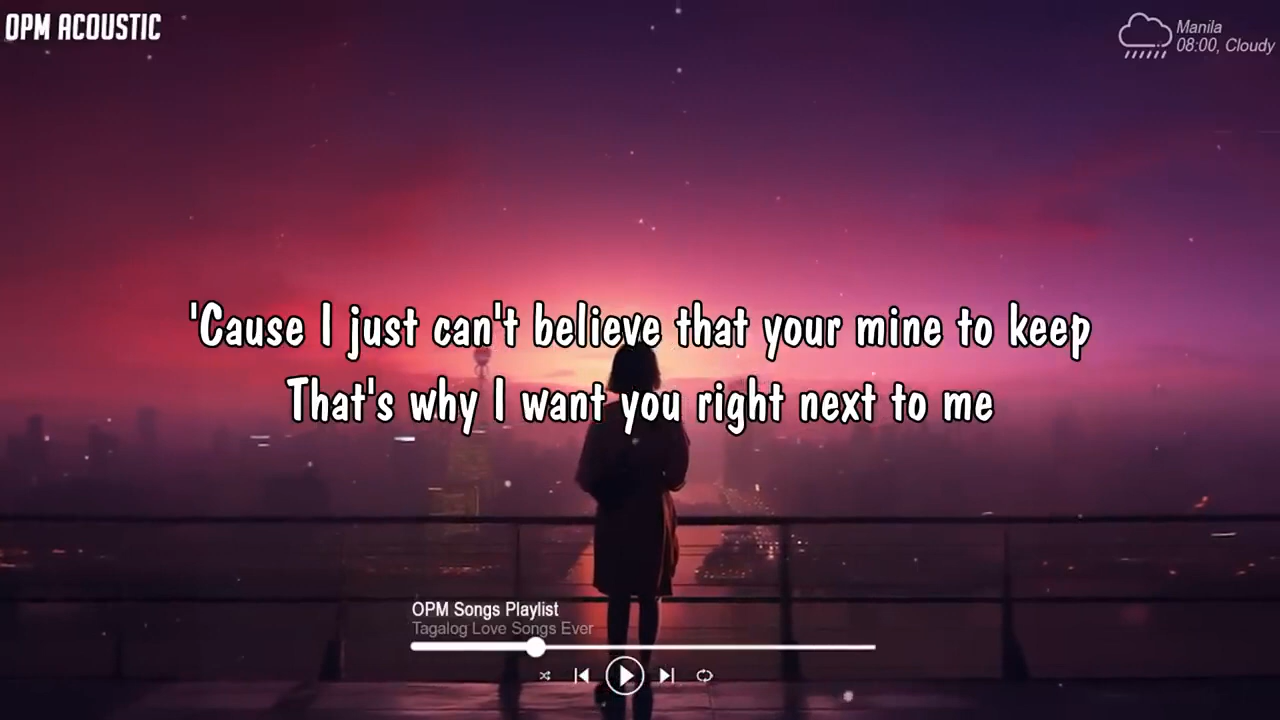 OPM ACOUSTIC
Manila
08:00, Cloudy
'Cause I just can't believe that your mine to keep
That's why I want you right next to me
OPM Songs Playlist
Tagalog Love Songs Ever